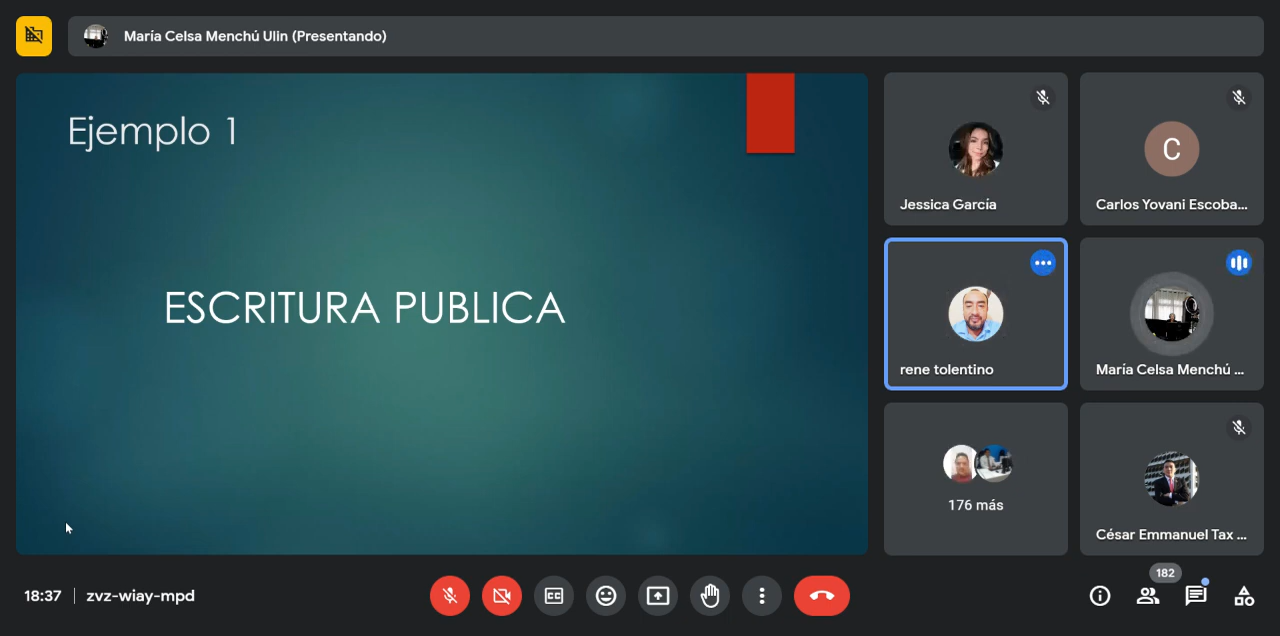 María Celsa Menchú Ulin (Presentando)
Ejemplo 1
ESCRITURA PUBLICA
Jessica García
C
Carlos Yovani Escoba...
rene tolentino
María Celsa Menchú ...
176 más
César Emmanuel Tax ...
18:37 | zvz-wiay-mpd
CC
182